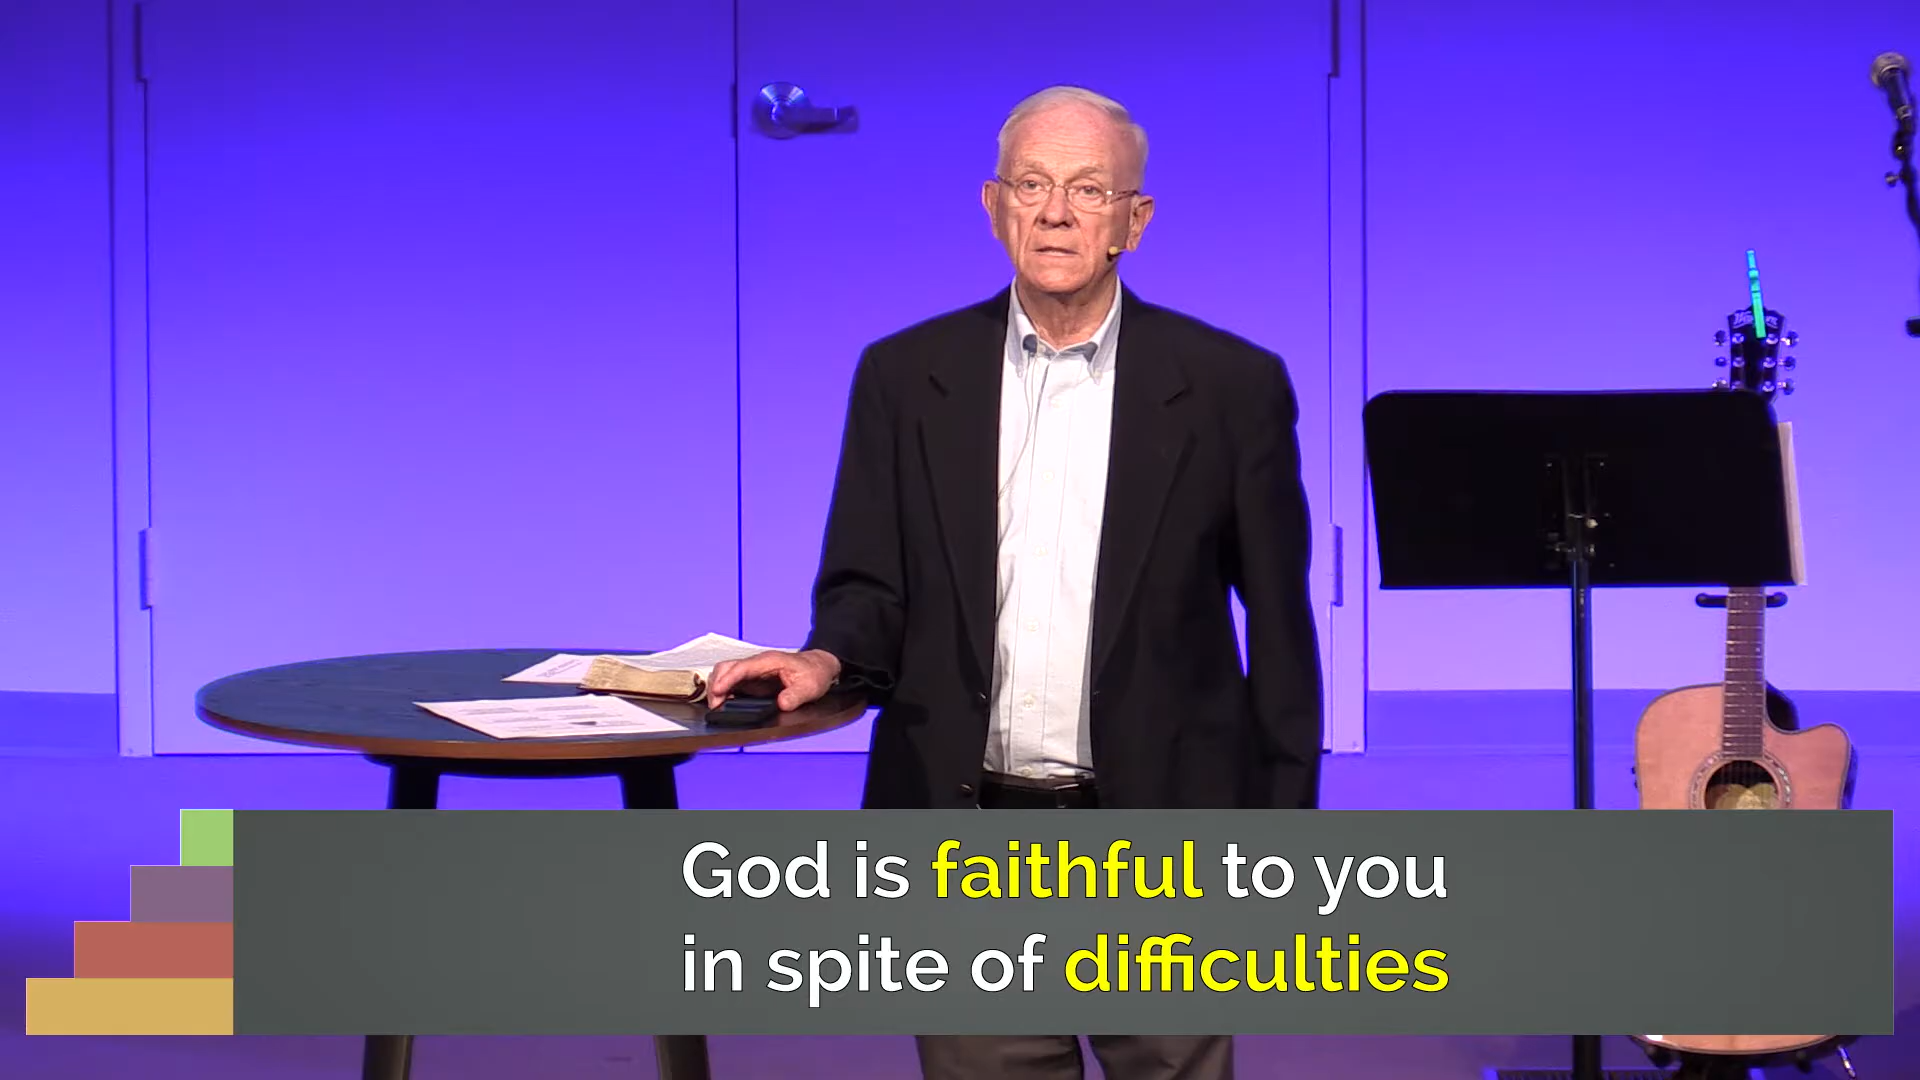 God is faithful to you
in spite of difficulties